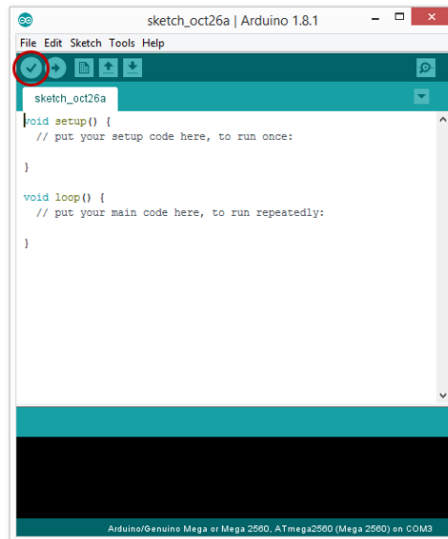 sketch_oct26a | Arduino 1.8.1
File Edit Sketch Tools Help
sketch_oct26a
void setup() {
// put your setup code here, to run once:
}
void loop() {
// put your main code here, to run repeatedly:
}
Arduino/Genuino Mega or Mega 2560, ATmega2560 (Mega 2560) on COM3